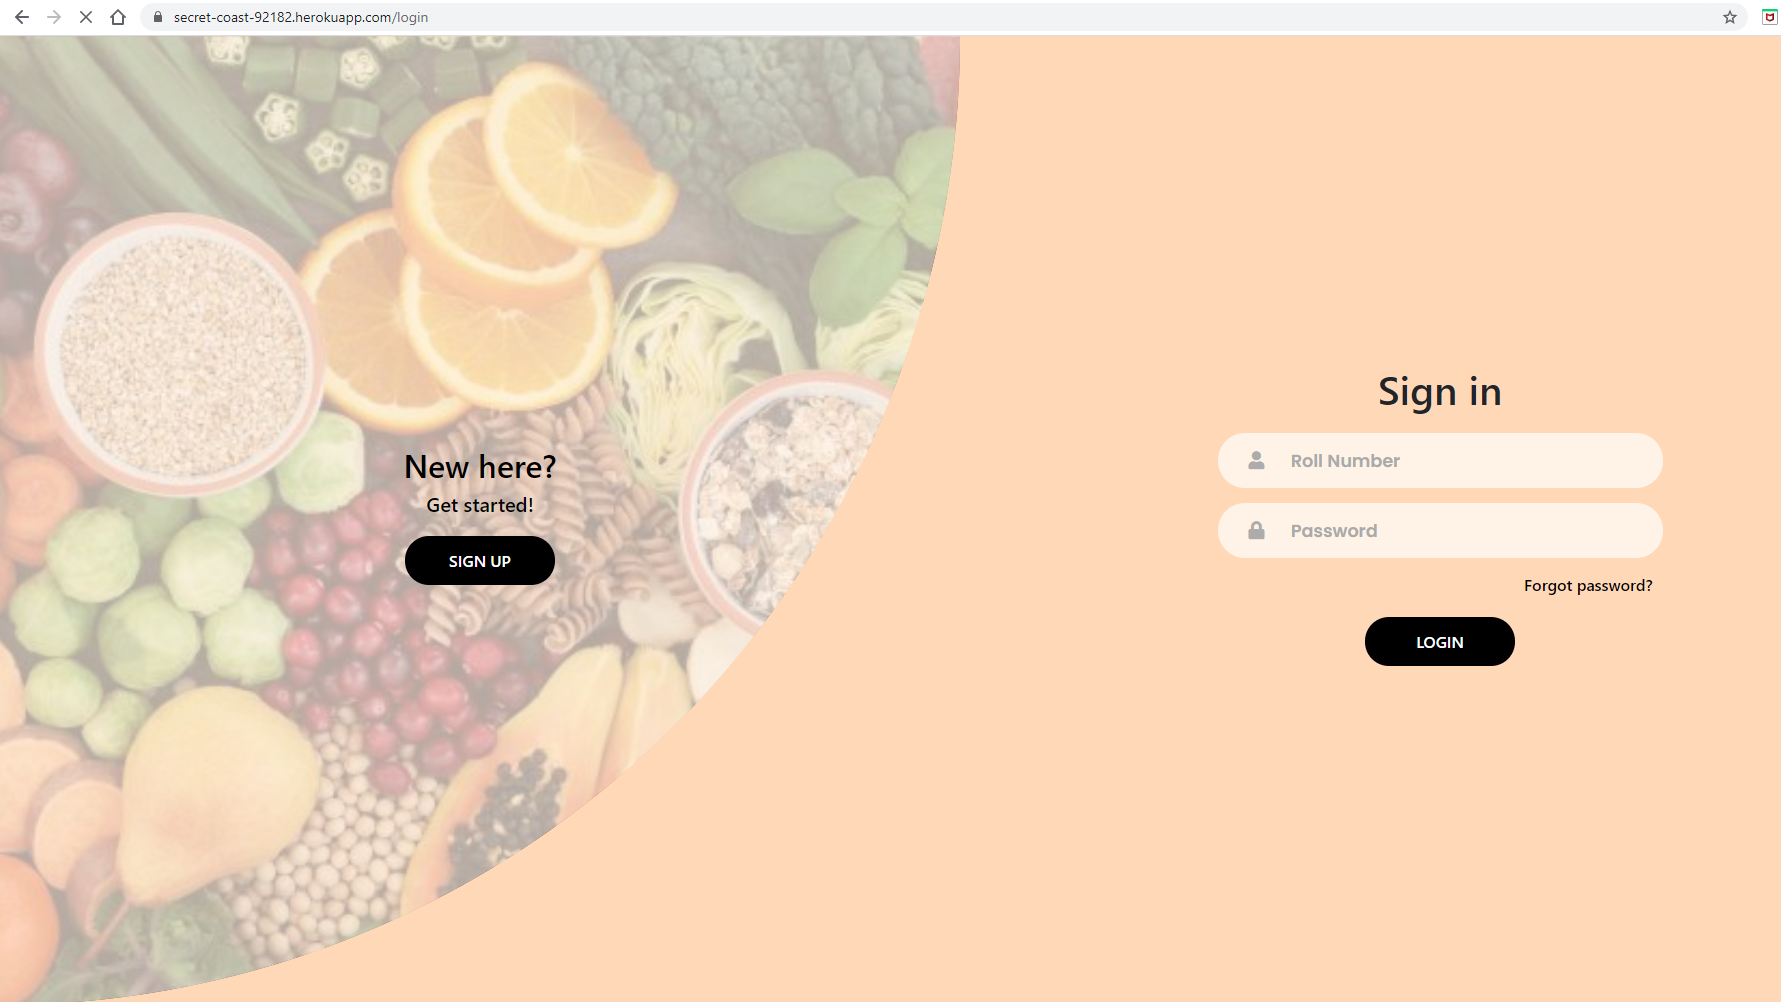 secret-coast-92182.herokuapp.com/login
New here?
Get started!
SIGN UP
Sign in
Roll Number
Password
Forgot password?
LOGIN